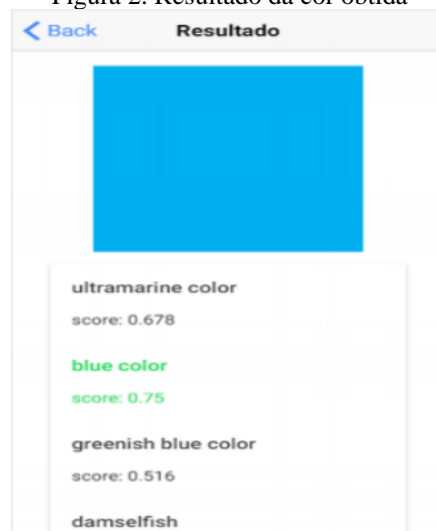 Figura 2. Resultado da cor obtida
Back Resultado
ultramarine color
score: 0.678
blue color
score: 0.75
greenish blue color
score: 0.516
damselfish